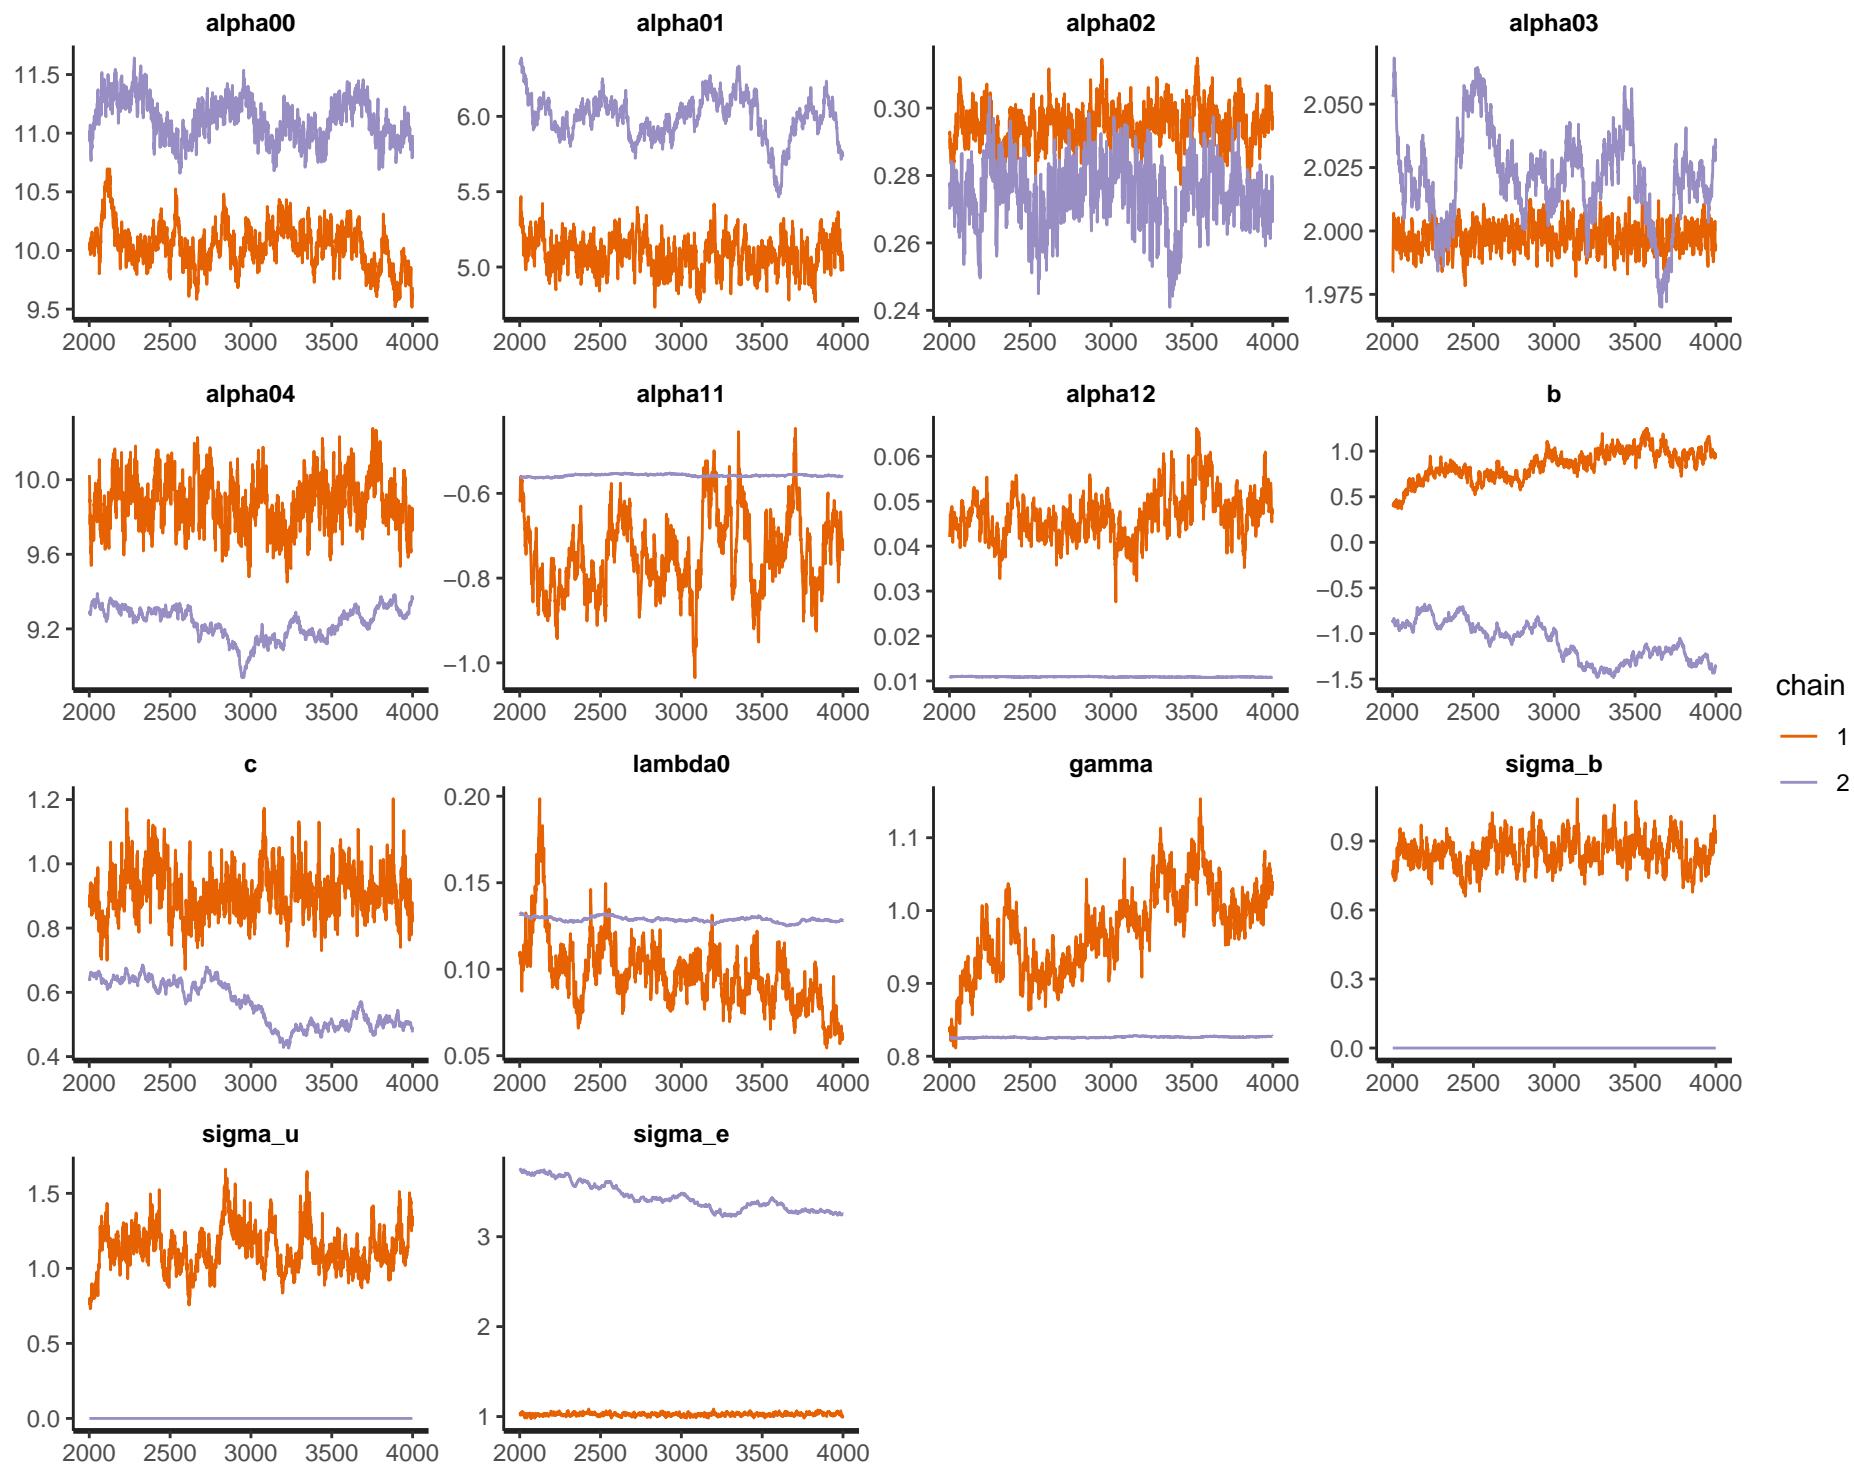 alpha00 alpha01 alpha02 alpha03
11.5 11.0 10.5 10.0 9.5
6.0 5.5 5.0
0.30 0.28 0.26 0.24
2.050 2.025 2.000 1.975
2000 2500 3000 3500 4000 2000 2500 3000 3500 4000 2000 2500 3000 3500 4000 2000 2500 3000 3500 4000
alpha04 alpha11 alpha12 b
10.0 9.6 9.2
−0.6 −0.8 −1.0
0.06 0.05 0.04 0.03 0.02 0.01
1.0 0.5 0.0 −0.5 −1.0 −1.5
2000 2500 3000 3500 4000 2000 2500 3000 3500 4000 2000 2500 3000 3500 4000 2000 2500 3000 3500 4000
chain
1
2
c lambda0 gamma sigma_b
1.2 1.0 0.8 0.6 0.4
0.20 0.15 0.10 0.05
1.1 1.0 0.9 0.8
0.9 0.6 0.3 0.0
2000 2500 3000 3500 4000 2000 2500 3000 3500 4000 2000 2500 3000 3500 4000 2000 2500 3000 3500 4000
sigma_u sigma_e
1.5 1.0 0.5 0.0
3 2 1
2000 2500 3000 3500 4000 2000 2500 3000 3500 4000